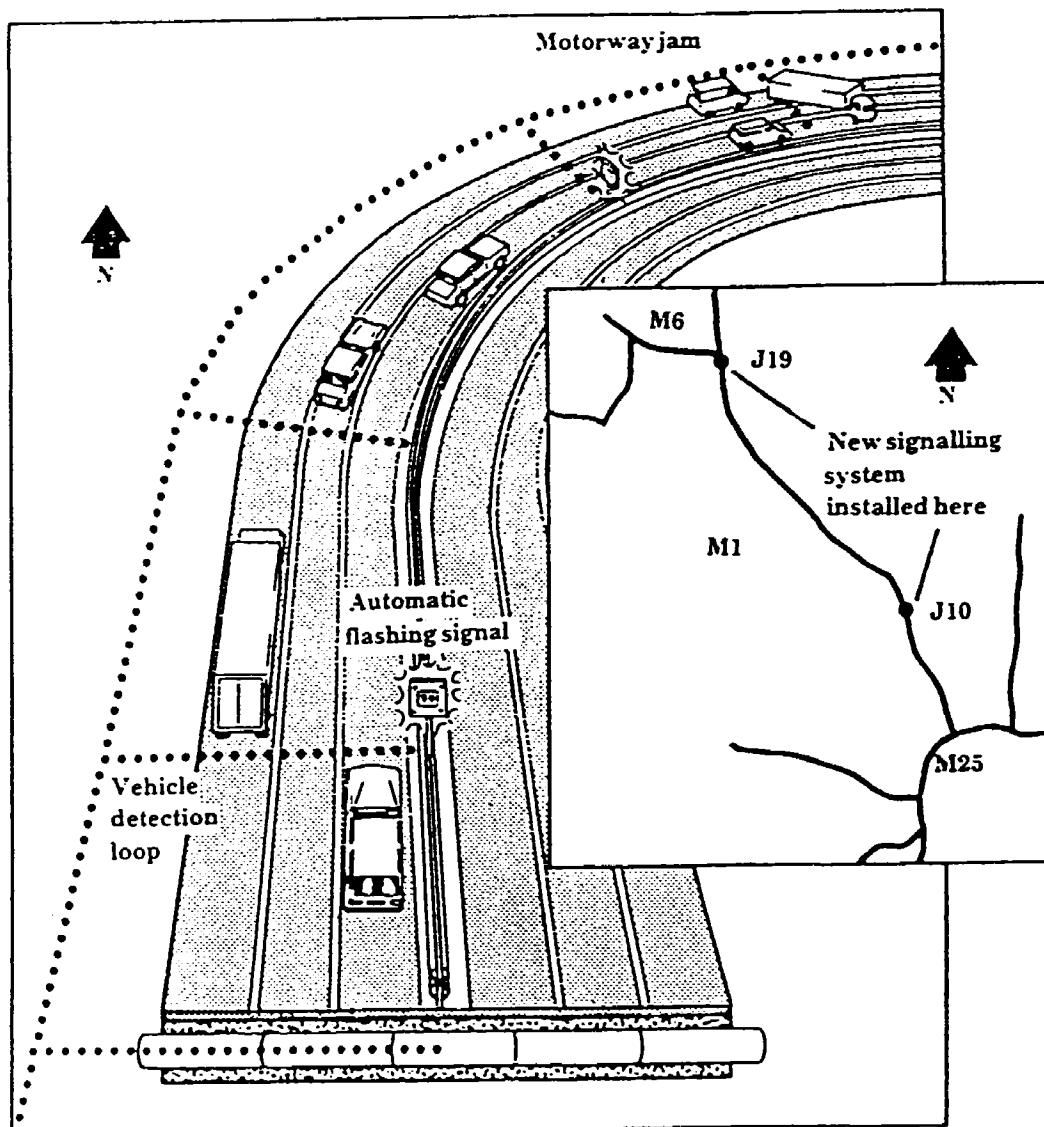 Motorway jam
N
M6
J19
N
New signalling
system
installed here
M1
J10
M25
Automatic
flashing signal
Vehicle
detection
loop